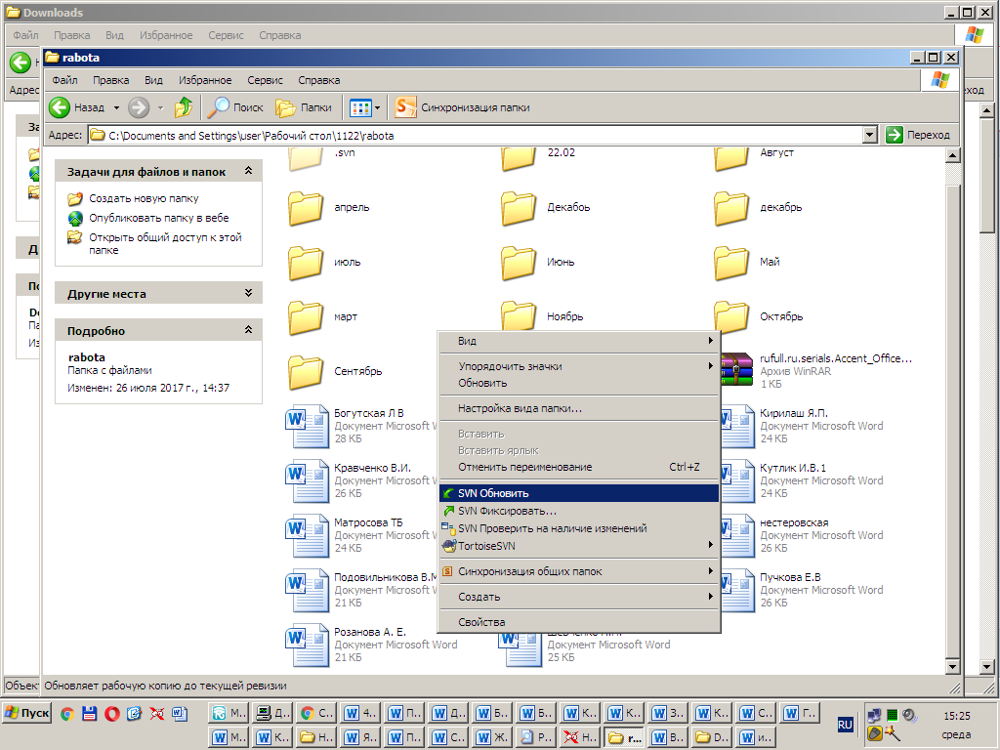 Downloads
Файл Правка Вид Избранное Сервис Справка
rabota
Файл Правка Вид Избранное Сервис Справка
Назад Поиск Папки Синхронизация папки
Адрес: C:\Documents and Settings\user\Рабочий стол\1122\rabota Переход
Задачи для файлов и папок
Создать новую папку
Опубликовать папку в вебе
Открыть общий доступ к этой
папке
Другие места
Подробно
rabota
Папка с файлами
Изменен: 26 июля 2017 г., 14:37
.svn 22.02 Август
апрель Декабоь декабрь
июль Июнь Май
март Ноябрь Октябрь
Сентябрь
rufull.ru.serials.Accent_Office...
Архив WinRAR
1 КБ
Богутская Л В
Документ Microsoft W
28 КБ
Кирилаш Я.П.
Документ Microsoft Word
24 КБ
Кравченко В.И.
Документ Microsoft W
26 КБ
Кутлик И.В.1
Документ Microsoft Word
24 КБ
Матросова ТБ
Документ Microsoft W
24 КБ
нестеровская
Документ Microsoft Word
26 КБ
Подовильникова В.М
Документ Microsoft W
21 КБ
Пучкова Е.В
Документ Microsoft Word
26 КБ
Розанова А. Е.
Документ Microsoft Word
21 КБ
Документ Microsoft Word
25 КБ
Вид
Упорядочить значки
Обновить
Настройка вида папки...
Вставить
Вставить ярлык
Отменить переименование Ctrl+Z
SVN Обновить
SVN Фиксировать...
SVN Проверить на наличие изменений
TortoiseSVN
Синхронизация общих папок
Создать
Свойства
Объект
Обновляет рабочую копию до текущей ревизии
Пуск М.. Д.. С.. 4.. П.. Д.. Б.. Б.. К.. К.. З.. К.. С.. Г..
М.. К.. Н.. Я.. П.. С.. Ж.. Р.. Н.. r... В.. D.. и..
RU
15:25
среда